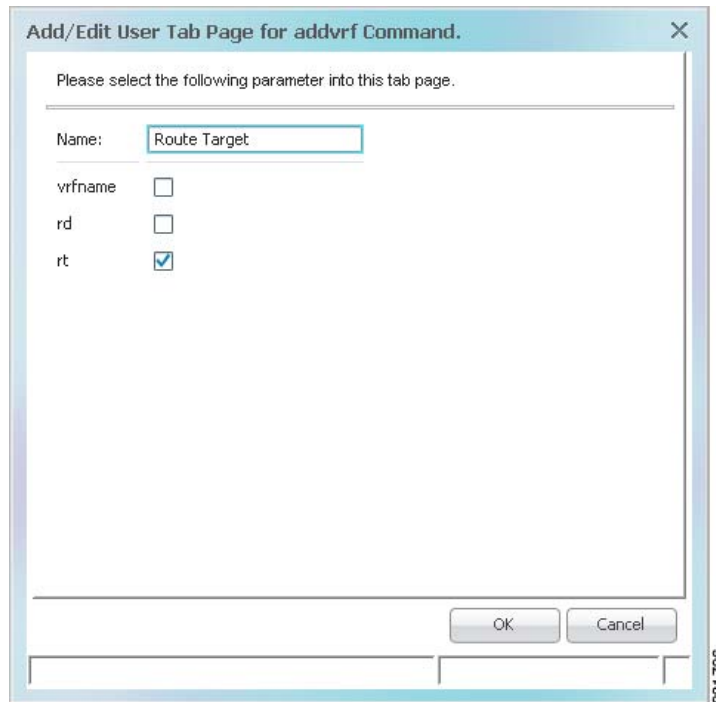 Add/Edit User Tab Page for addvrf Command.
Please select the following parameter into this tab page.
Name: Route Target
vrfname
rd
rt
OK Cancel